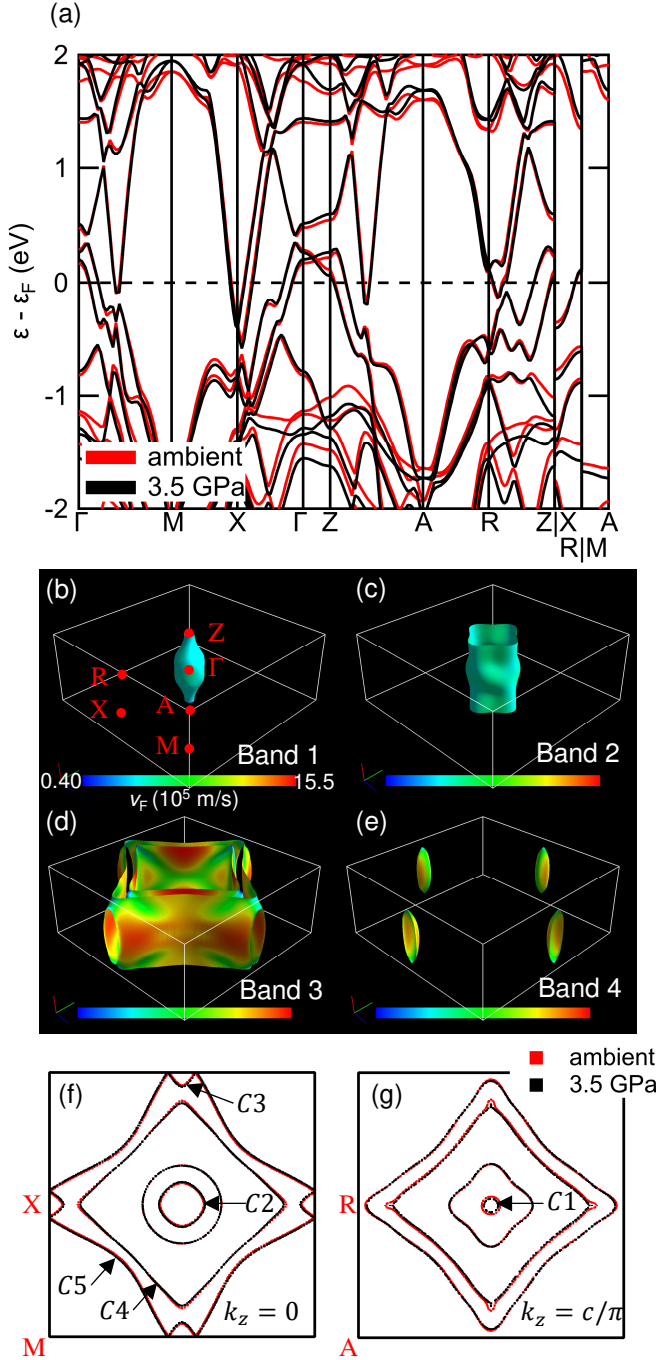 (a)
2
1
0
-1
-2
ε - ε_F (eV)
ambient
3.5 GPa
Γ M X Γ Z A R Z|X A
R|M
(b)
Z
R
Γ
X
A
M
Band 1
0.40
15.5
v_F (10^5 m/s)
(c)
Band 2
(d)
Band 3
(e)
Band 4
ambient
3.5 GPa
(f)
C3
X
C2
C5
C4
k_z = 0
M
(g)
R
C1
k_z = c/π
A